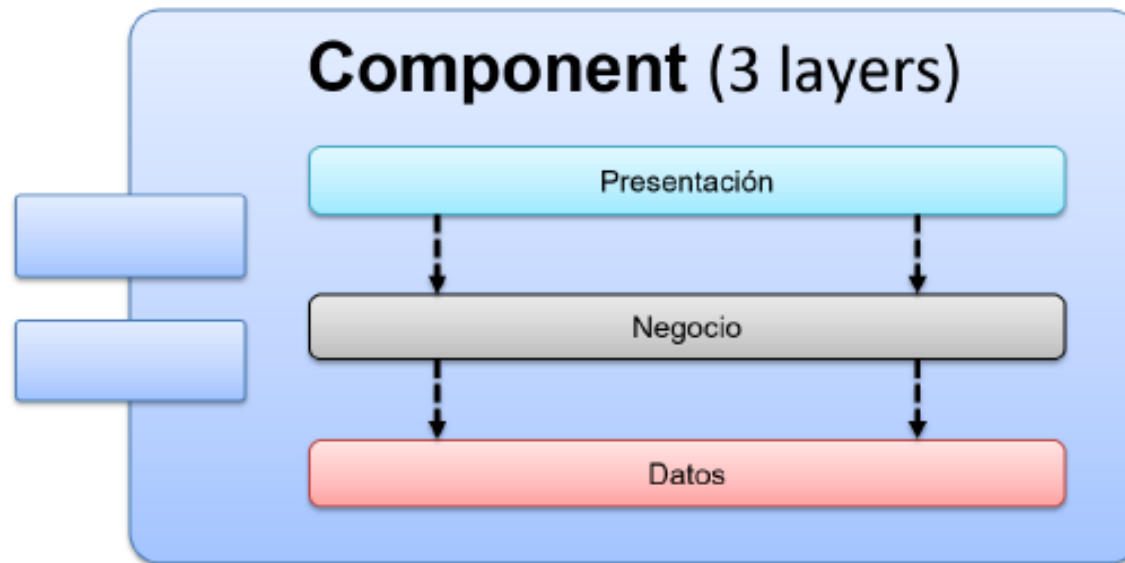 Component (3 layers)
Presentación
Negocio
Datos